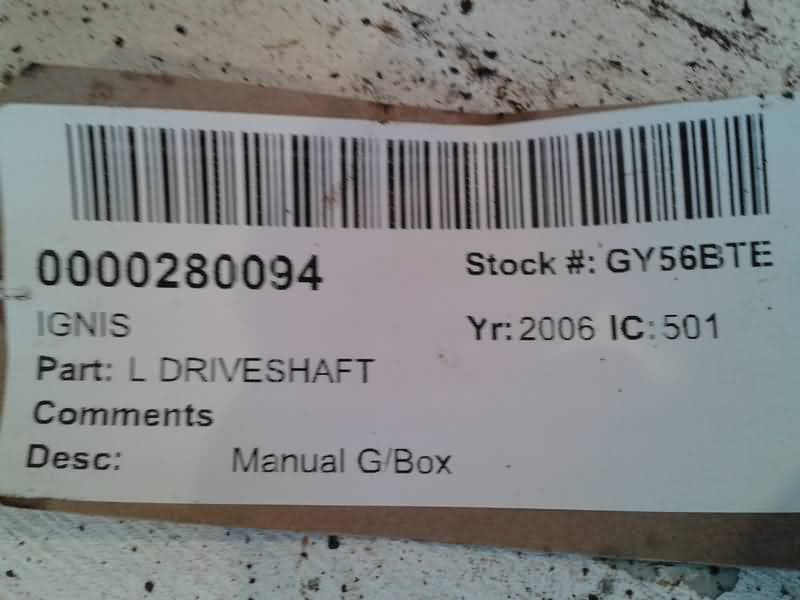 0000280094 Stock #: GY56BTE
IGNIS Yr: 2006 IC: 501
Part: L DRIVESHAFT
Comments
Desc: Manual G/Box